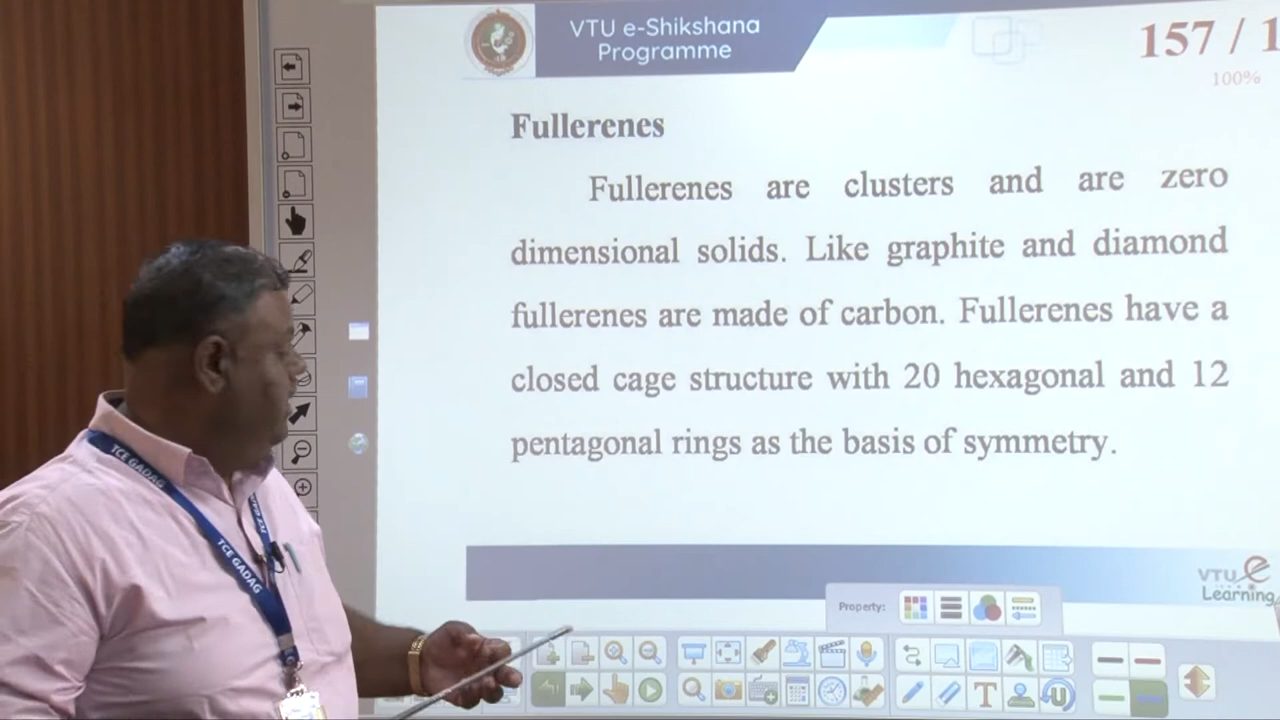 VTU e-Shikshana
Programme
157 / 1
100%
Fullerenes
Fullerenes are clusters and are zero
dimensional solids. Like graphite and diamond
fullerenes are made of carbon. Fullerenes have a
closed cage structure with 20 hexagonal and 12
pentagonal rings as the basis of symmetry.
TCE GADAG
TCE GADAG
VTU e
Learning
Property: